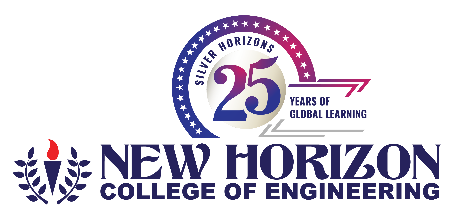 SILVER HORIZONS
25
YEARS OF
GLOBAL LEARNING
NEW HORIZON
COLLEGE OF ENGINEERING